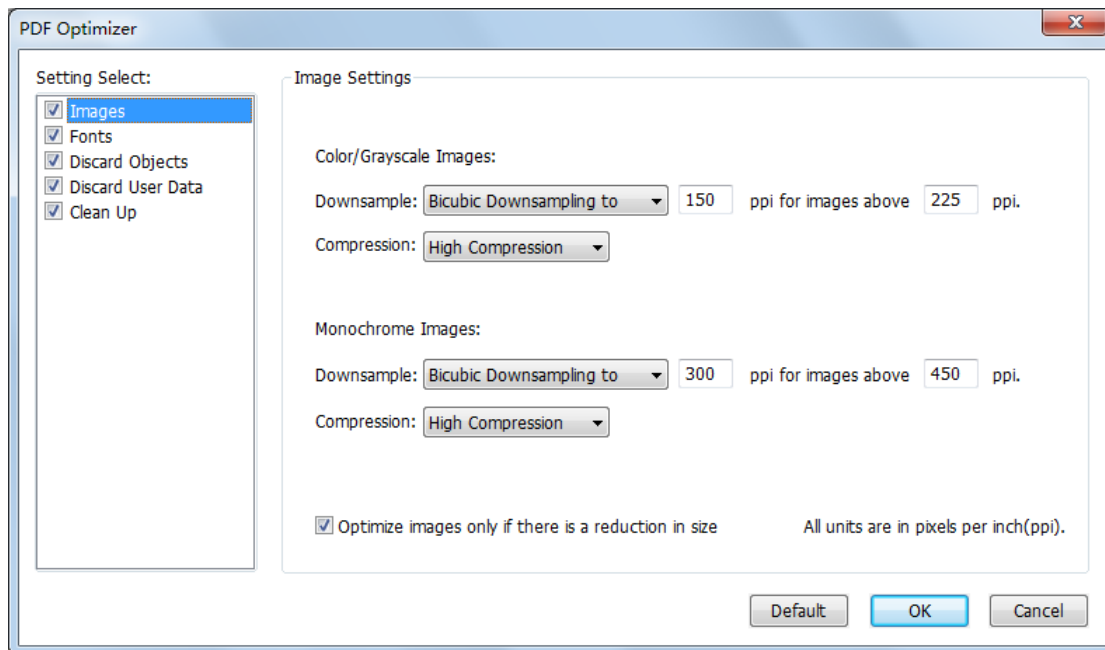 PDF Optimizer
Setting Select:
Images
Fonts
Discard Objects
Discard User Data
Clean Up
Image Settings
Color/Grayscale Images:
Downsample: Bicubic Downsampling to 150 ppi for images above 225 ppi.
Compression: High Compression
Monochrome Images:
Downsample: Bicubic Downsampling to 300 ppi for images above 450 ppi.
Compression: High Compression
Optimize images only if there is a reduction in size All units are in pixels per inch(ppi).
Default OK Cancel